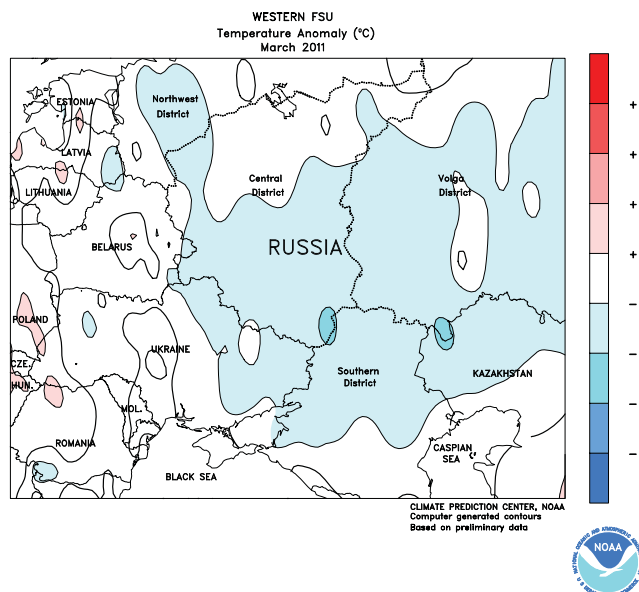 WESTERN FSU
Temperature Anomaly (°C)
March 2011
ESTONIA
Northwest
District
LATVIA
LITHUANIA
Central
District
Volga
District
BELARUS
RUSSIA
POLAND
UKRAINE
CZE.
HUN.
Southern
District
KAZAKHSTAN
MOL.
ROMANIA
CASPIAN
SEA
BLACK SEA
+
+
+
+
−
−
−
−
CLIMATE PREDICTION CENTER, NOAA
Computer generated contours
Based on preliminary data
NOAA